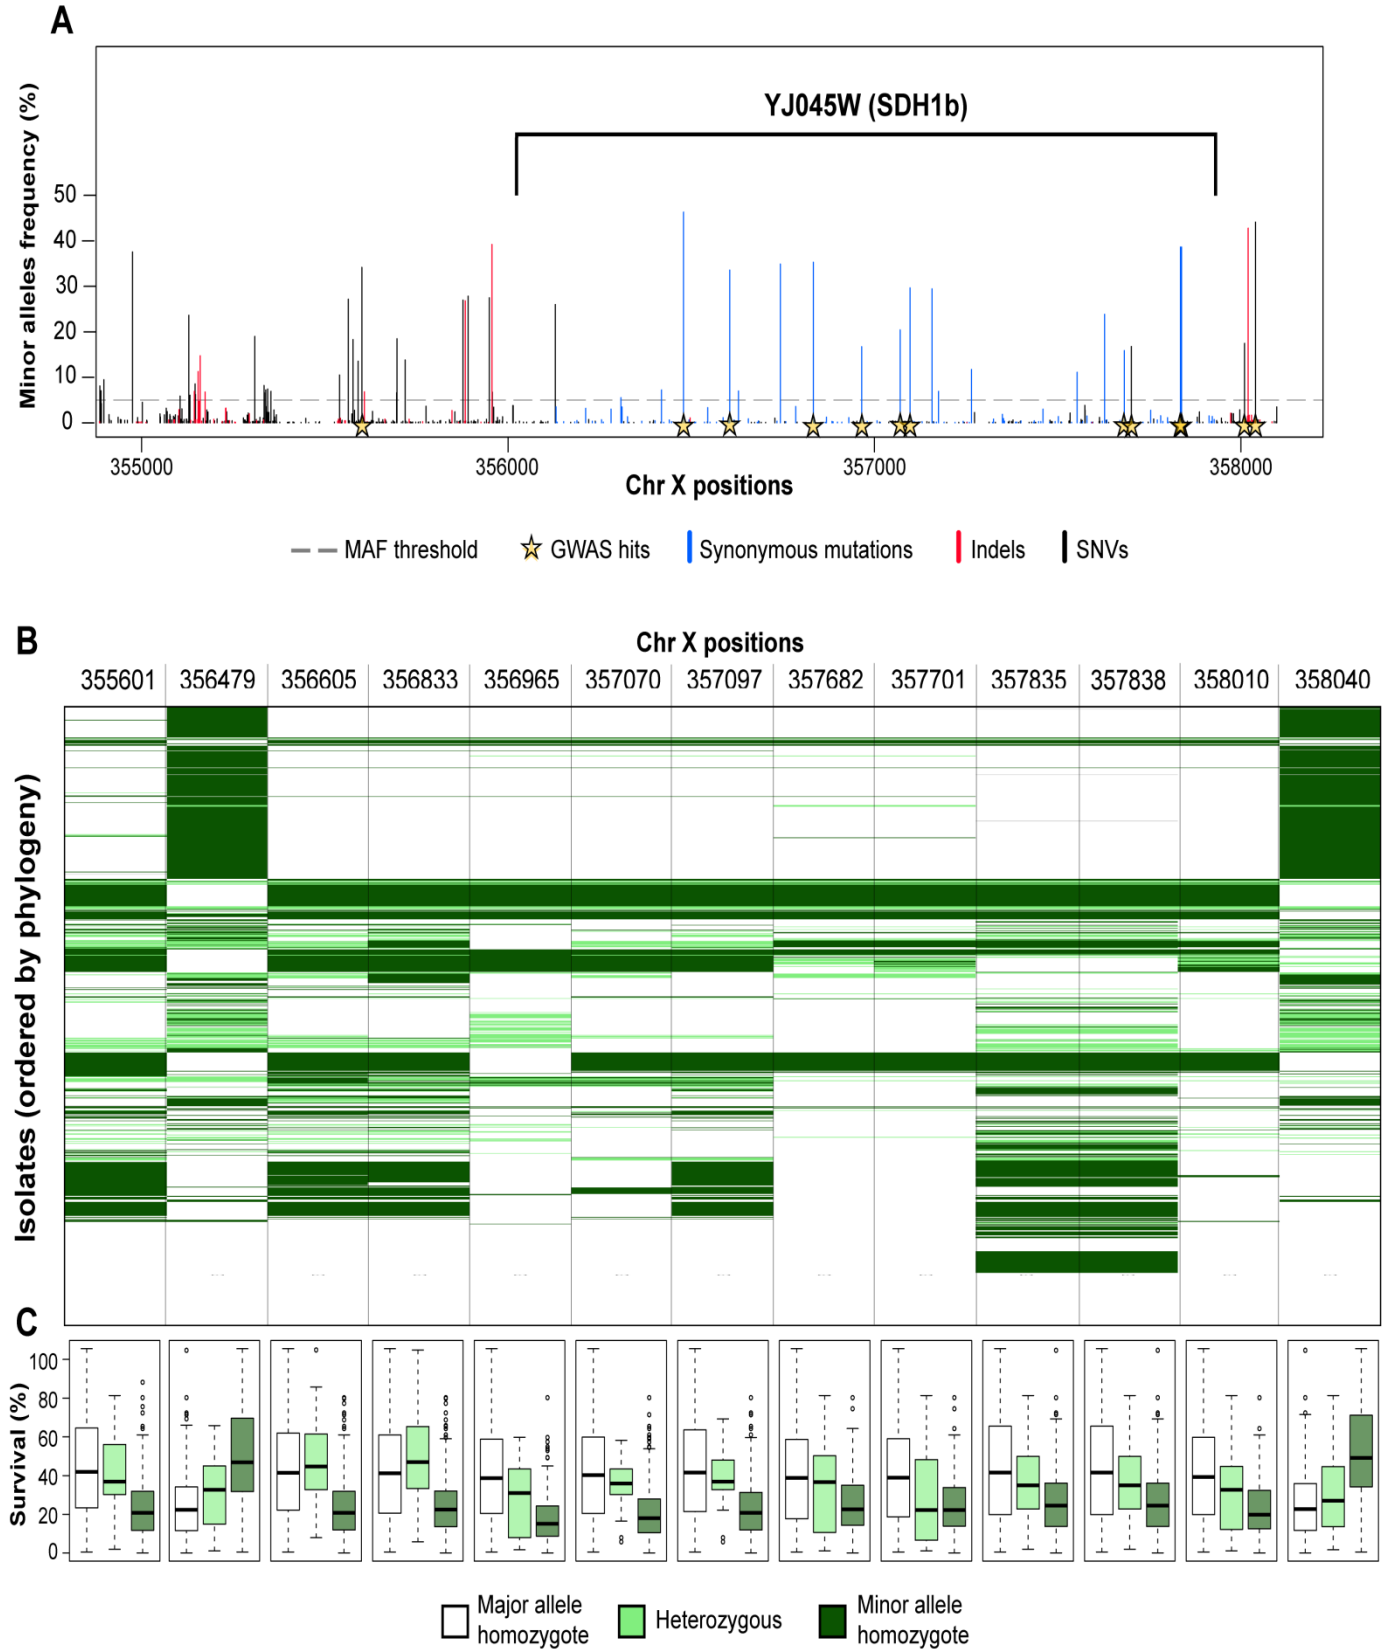 A
YJ045W (SDH1b)
Minor alleles frequency (%)
50
40
30
20
10
0
355000 356000 357000 358000
Chr X positions
MAF threshold GWAS hits Synonymous mutations Indels SNVs
B
Chr X positions
355601 356479 356605 356833 356965 357070 357097 357682 357701 357835 357838 358010 358040
Isolates (ordered by phylogeny)
C
Survival (%)
100
80
60
40
20
0
Major allele homozygote
Heterozygous
Minor allele homozygote